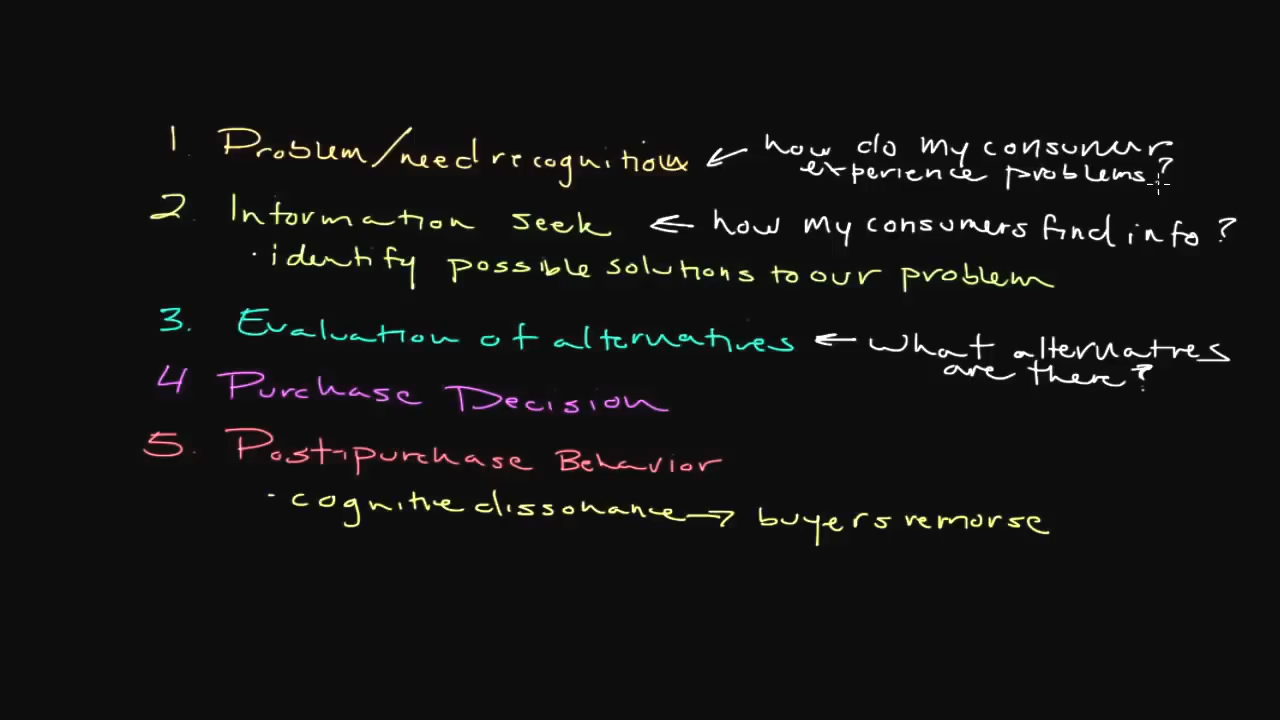 1. Problem/need recognition ← how do my consumer
experience problems?
2. Information seek ← how my consumers find info?
· identify possible solutions to our problem
3. Evaluation of alternatives ← what alternatives
are there?
4 Purchase Decision
5. Post-purchase Behavior
· cognitive dissonance → buyers remorse